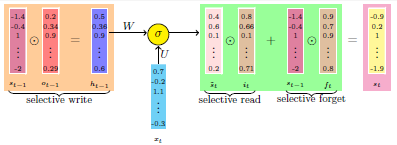 -1.4 0.2 0.5 W 0.4 0.8 -1.4 0.9 -0.9
-0.4 0.34 0.36 σ 0.6 0.66 -0.4 0.7 0.2
1 0.9 0.9 0.1 0.1 1 0.9 1
⋮ ⊙ ⋮ = ⋮ U ⋮ ⊙ ⋮ + ⋮ ⊙ ⋮ = ⋮
-2 0.29 0.6 0.2 0.71 -2 0.8 -1.9
s_{t-1} o_{t-1} h_{t-1} s̃_t i_t s_{t-1} f_t s_t
selective write selective read selective forget
0.7
-0.2
1.1
⋮
-0.3
x_t